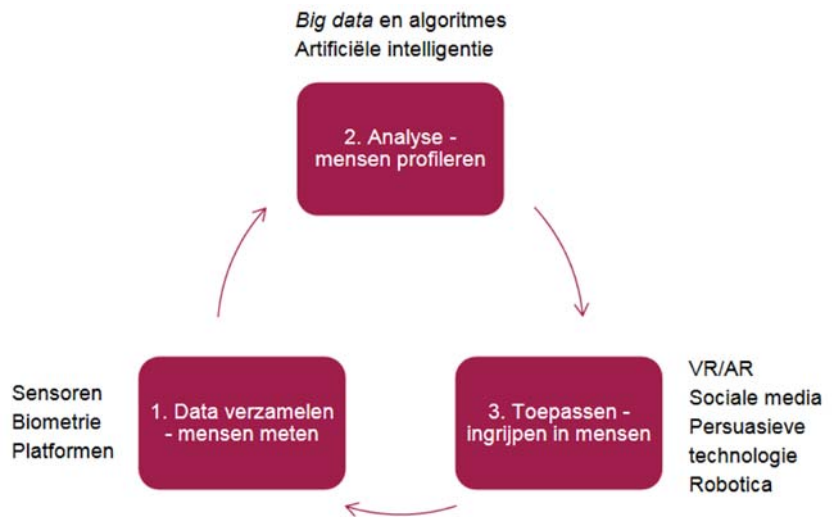 Big data en algoritmes
Artificiële intelligentie
2. Analyse -
mensen profileren
Sensoren
Biometrie
Platformen
1. Data verzamelen
- mensen meten
3. Toepassen -
ingrijpen in mensen
VR/AR
Sociale media
Persuasieve
technologie
Robotica